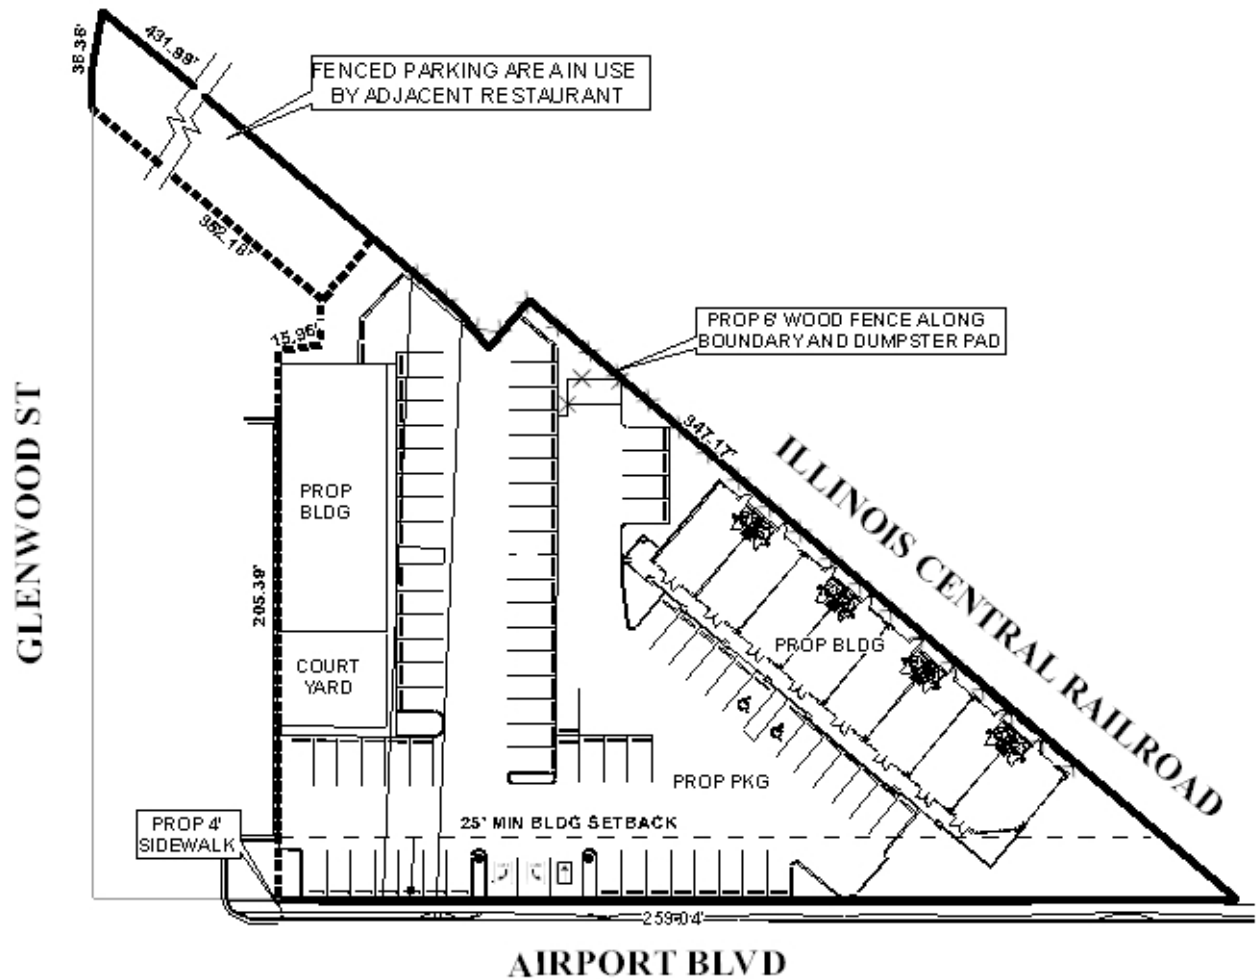 38.38'
431.99'
FENCED PARKING AREA IN USE
BY ADJACENT RESTAURANT
352.18'
15.96'
PROP 6' WOOD FENCE ALONG
BOUNDARY AND DUMPSTER PAD
347.17'
ILLINOIS CENTRAL RAILROAD
GLENWOOD ST
PROP
BLDG
205.39'
COURT
YARD
PROP BLDG
PROP PKG
25' MIN BLDG SETBACK
PROP 4'
SIDEWALK
259.04'
AIRPORT BLVD